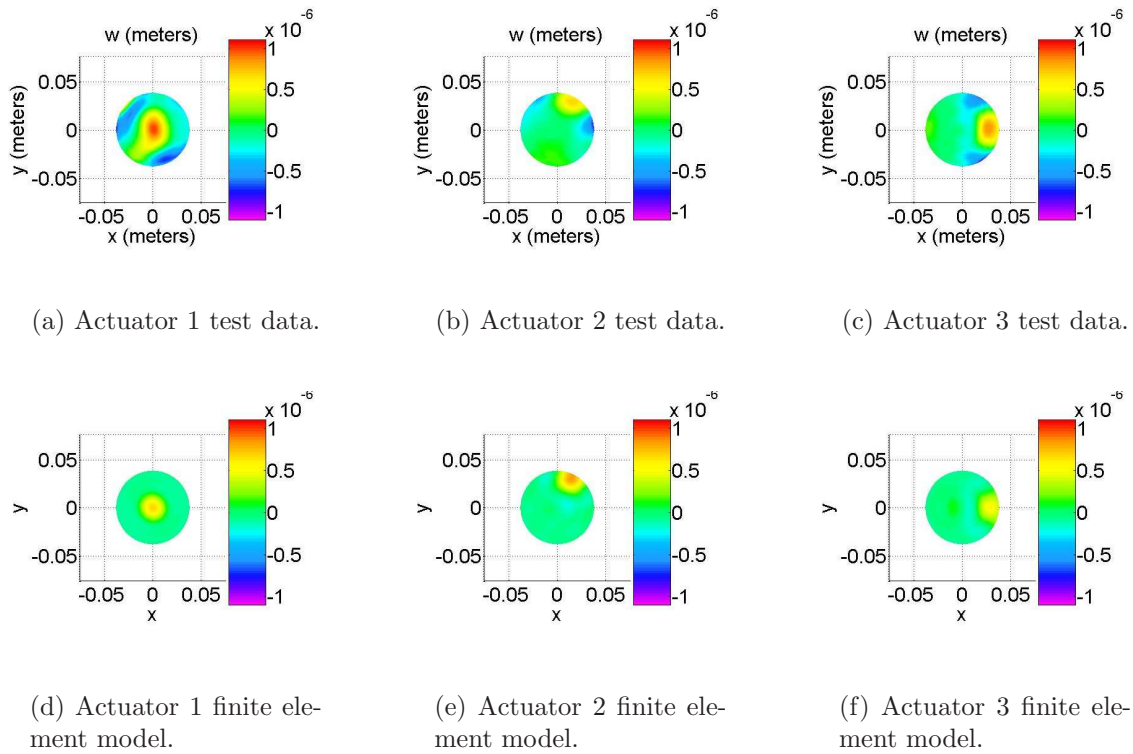 x 10^-6
w (meters)
1
0.05
0.5
y (meters)
0
0
-0.05
-0.5
-1
-0.05 0 0.05
x (meters)
(a) Actuator 1 test data.
x 10^-6
w (meters)
1
0.05
0.5
y (meters)
0
0
-0.05
-0.5
-1
-0.05 0 0.05
x (meters)
(b) Actuator 2 test data.
x 10^-6
w (meters)
1
0.05
0.5
y (meters)
0
0
-0.05
-0.5
-1
-0.05 0 0.05
x (meters)
(c) Actuator 3 test data.
x 10^-6
1
0.05
0.5
y
0
0
-0.05
-0.5
-1
-0.05 0 0.05
x
(d) Actuator 1 finite ele-
ment model.
x 10^-6
1
0.05
0.5
y
0
0
-0.05
-0.5
-1
-0.05 0 0.05
x
(e) Actuator 2 finite ele-
ment model.
x 10^-6
1
0.05
0.5
y
0
0
-0.05
-0.5
-1
-0.05 0 0.05
x
(f) Actuator 3 finite ele-
ment model.